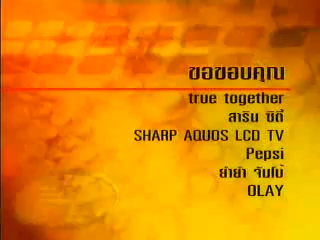 ขอขอบคุณ
true together
สาริน ซิตี้
SHARP AQUOS LCD TV
Pepsi
ยำยำ จัมโบ้
OLAY